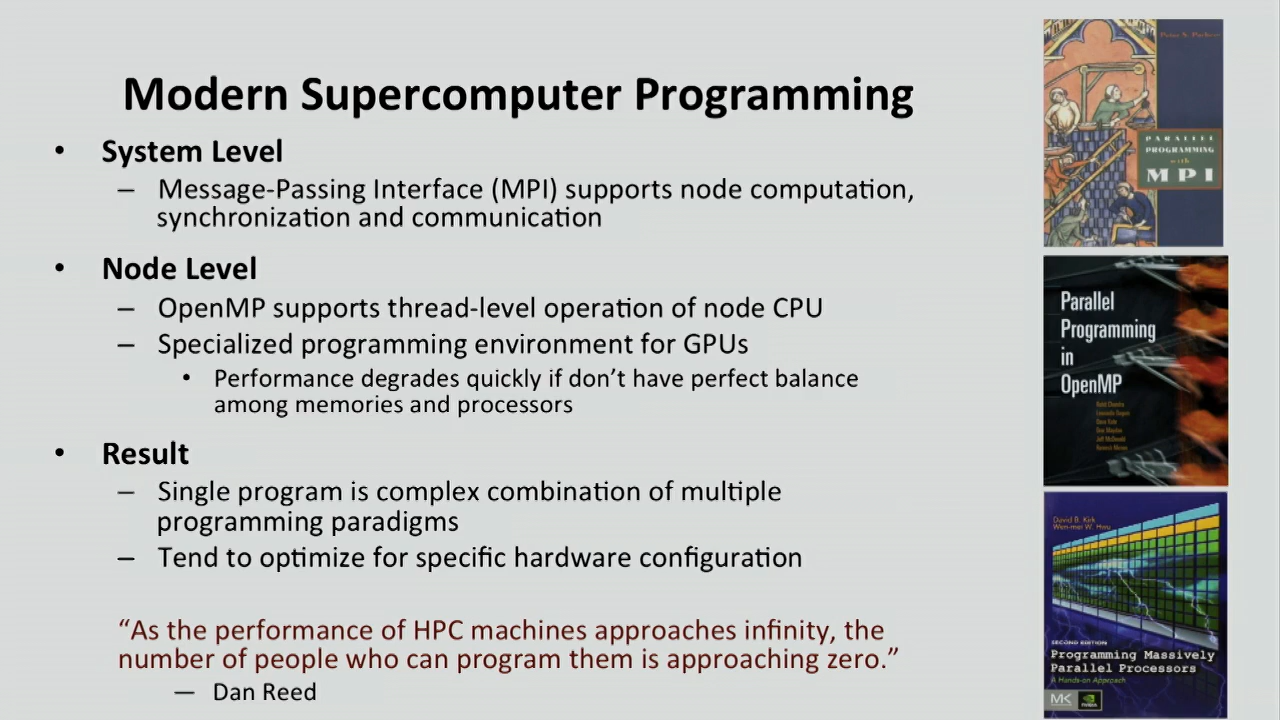 Modern Supercomputer Programming
• System Level
– Message-Passing Interface (MPI) supports node computation,
synchronization and communication
• Node Level
– OpenMP supports thread-level operation of node CPU
– Specialized programming environment for GPUs
• Performance degrades quickly if don’t have perfect balance
among memories and processors
• Result
– Single program is complex combination of multiple
programming paradigms
– Tend to optimize for specific hardware configuration
“As the performance of HPC machines approaches infinity, the
number of people who can program them is approaching zero.”
— Dan Reed
PARALLEL
PROGRAMMING
with
MPI
Parallel
Programming
in
OpenMP
David B. Kirk
Wen-mei W. Hwu
SECOND EDITION
Programming Massively
Parallel Processors
A Hands-on Approach
MK